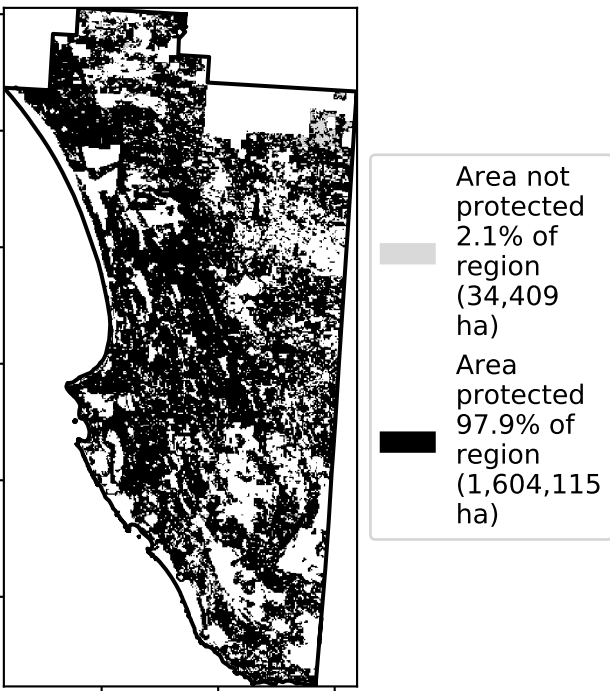 Area not
protected
2.1% of
region
(34,409
ha)
Area
protected
97.9% of
region
(1,604,115
ha)